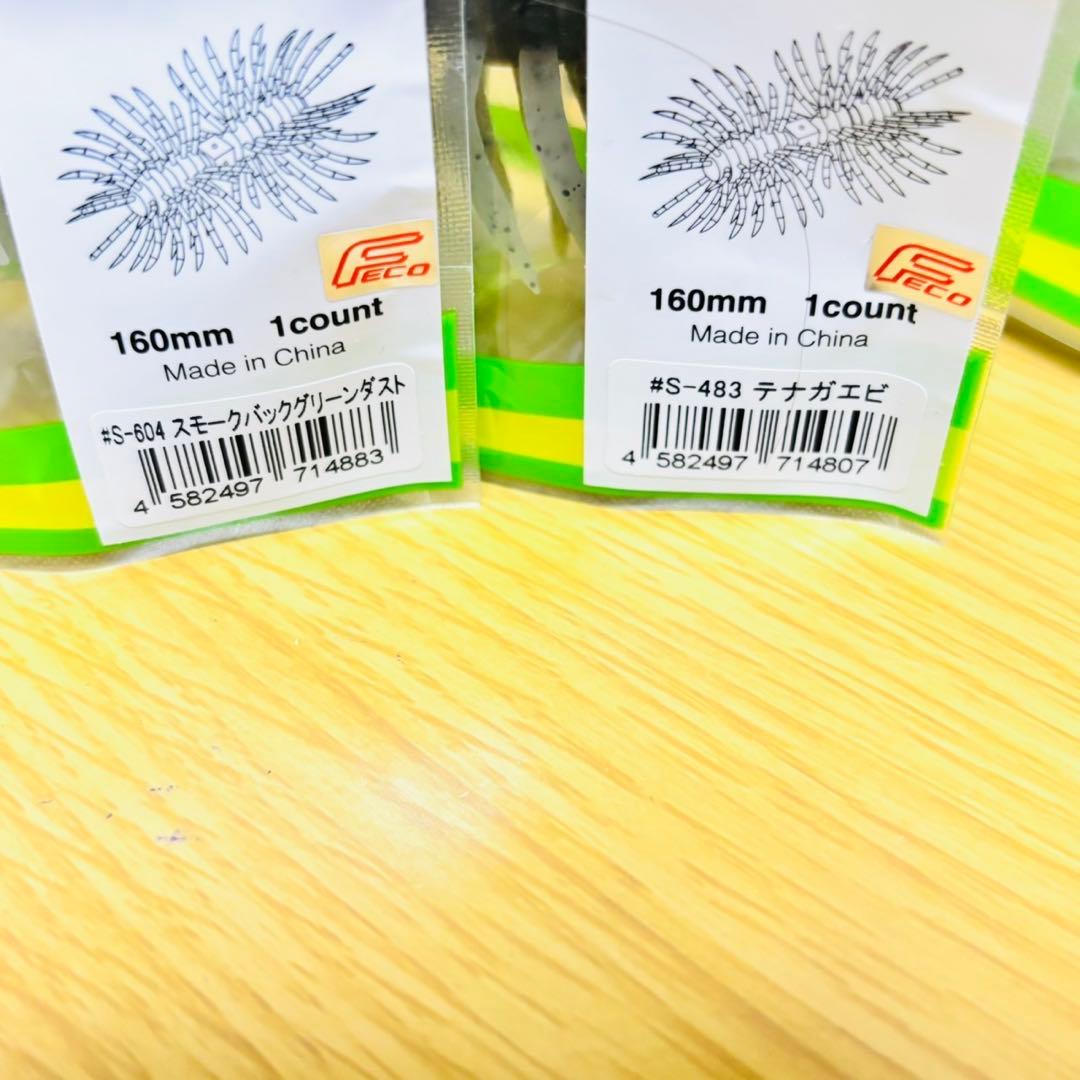 FECO
160mm 1count
Made in China
#S-604 スモークバックグリーンダスト
4 582497 714883
FECO
160mm 1count
Made in China
#S-483 テナガエビ
4 582497 714807